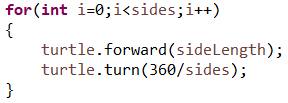 for(int i=0;i<sides;i++)
{
    turtle.forward(sideLength);
    turtle.turn(360/sides);
}